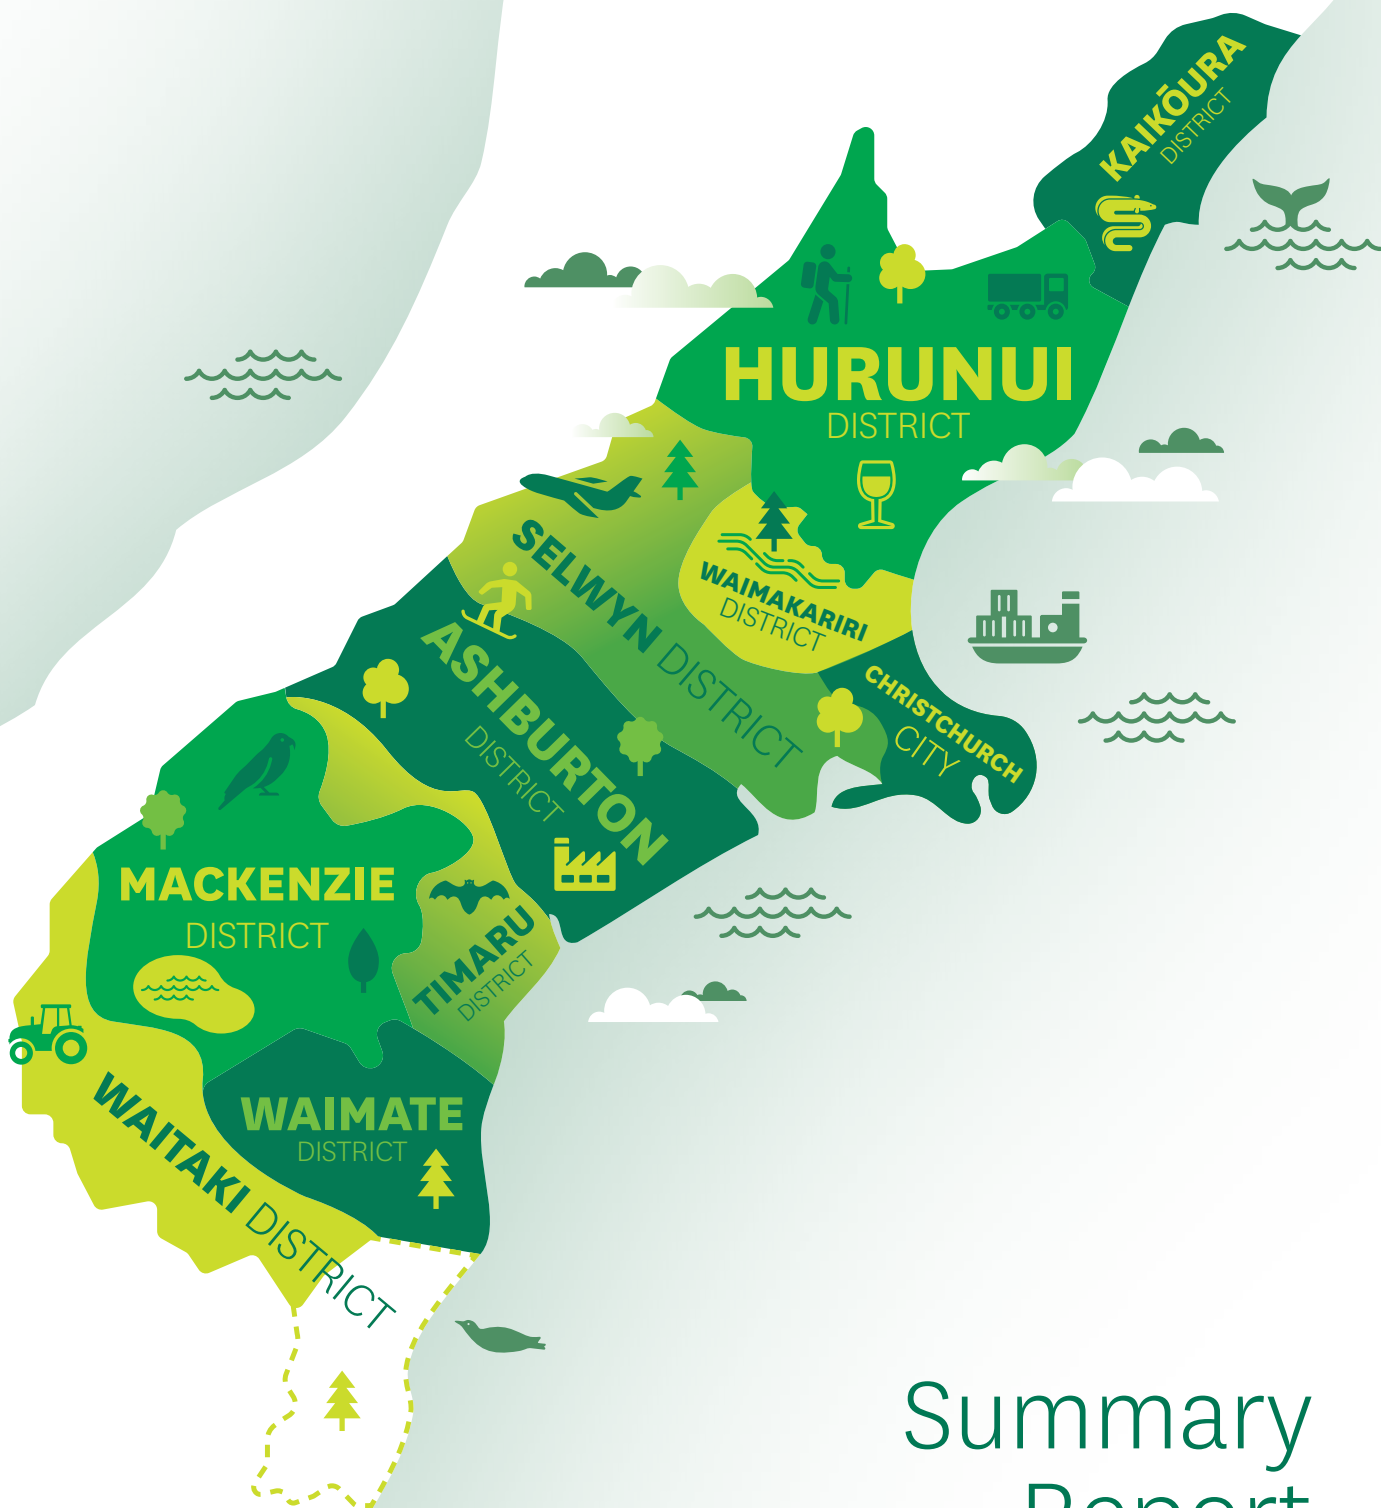 KAIKŌURA
DISTRICT
HURUNUI
DISTRICT
SELWYN DISTRICT
WAIMAKARIRI
DISTRICT
CHRISTCHURCH
CITY
ASHBURTON
DISTRICT
MACKENZIE
DISTRICT
TIMARU
DISTRICT
WAIMATE
DISTRICT
WAITAKI DISTRICT
Summary
Report